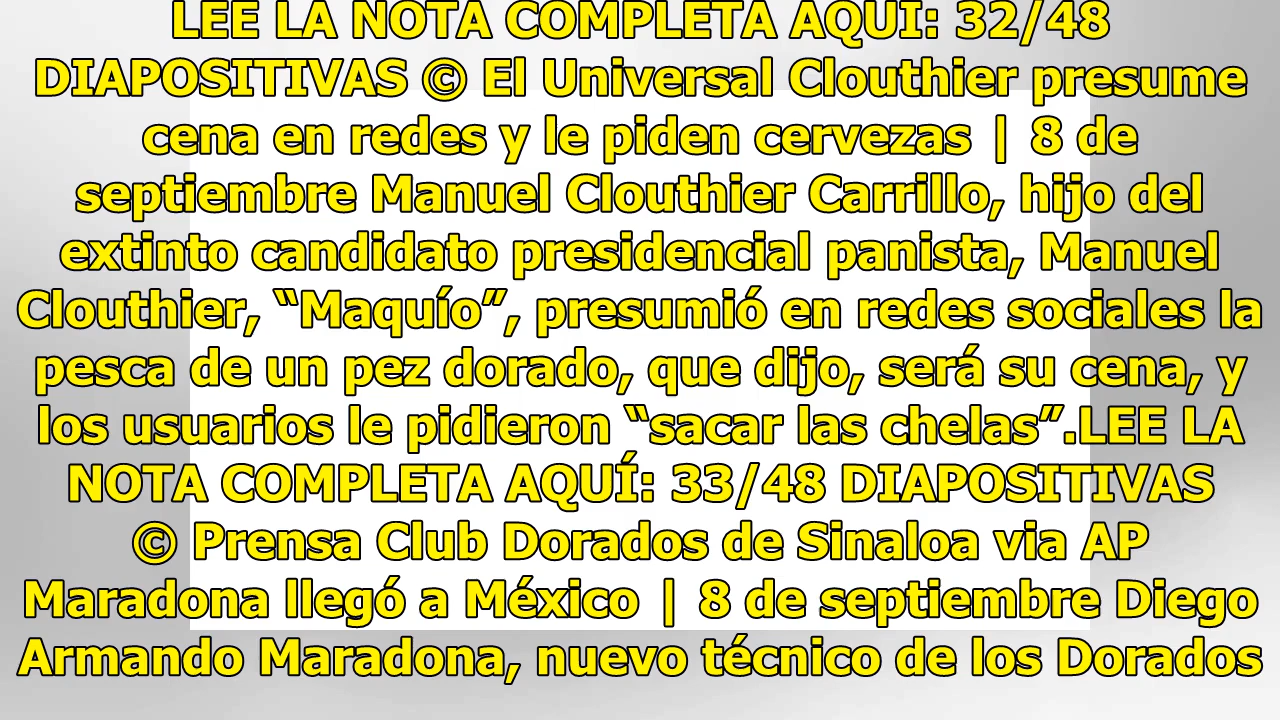 LEE LA NOTA COMPLETA AQUÍ: 32/48
DIAPOSITIVAS © El Universal Clouthier presume
cena en redes y le piden cervezas | 8 de
septiembre Manuel Clouthier Carrillo, hijo del
extinto candidato presidencial panista, Manuel
Clouthier, “Maquío”, presumió en redes sociales la
pesca de un pez dorado, que dijo, será su cena, y
los usuarios le pidieron “sacar las chelas”.LEE LA
NOTA COMPLETA AQUÍ: 33/48 DIAPOSITIVAS
© Prensa Club Dorados de Sinaloa via AP
Maradona llegó a México | 8 de septiembre Diego
Armando Maradona, nuevo técnico de los Dorados